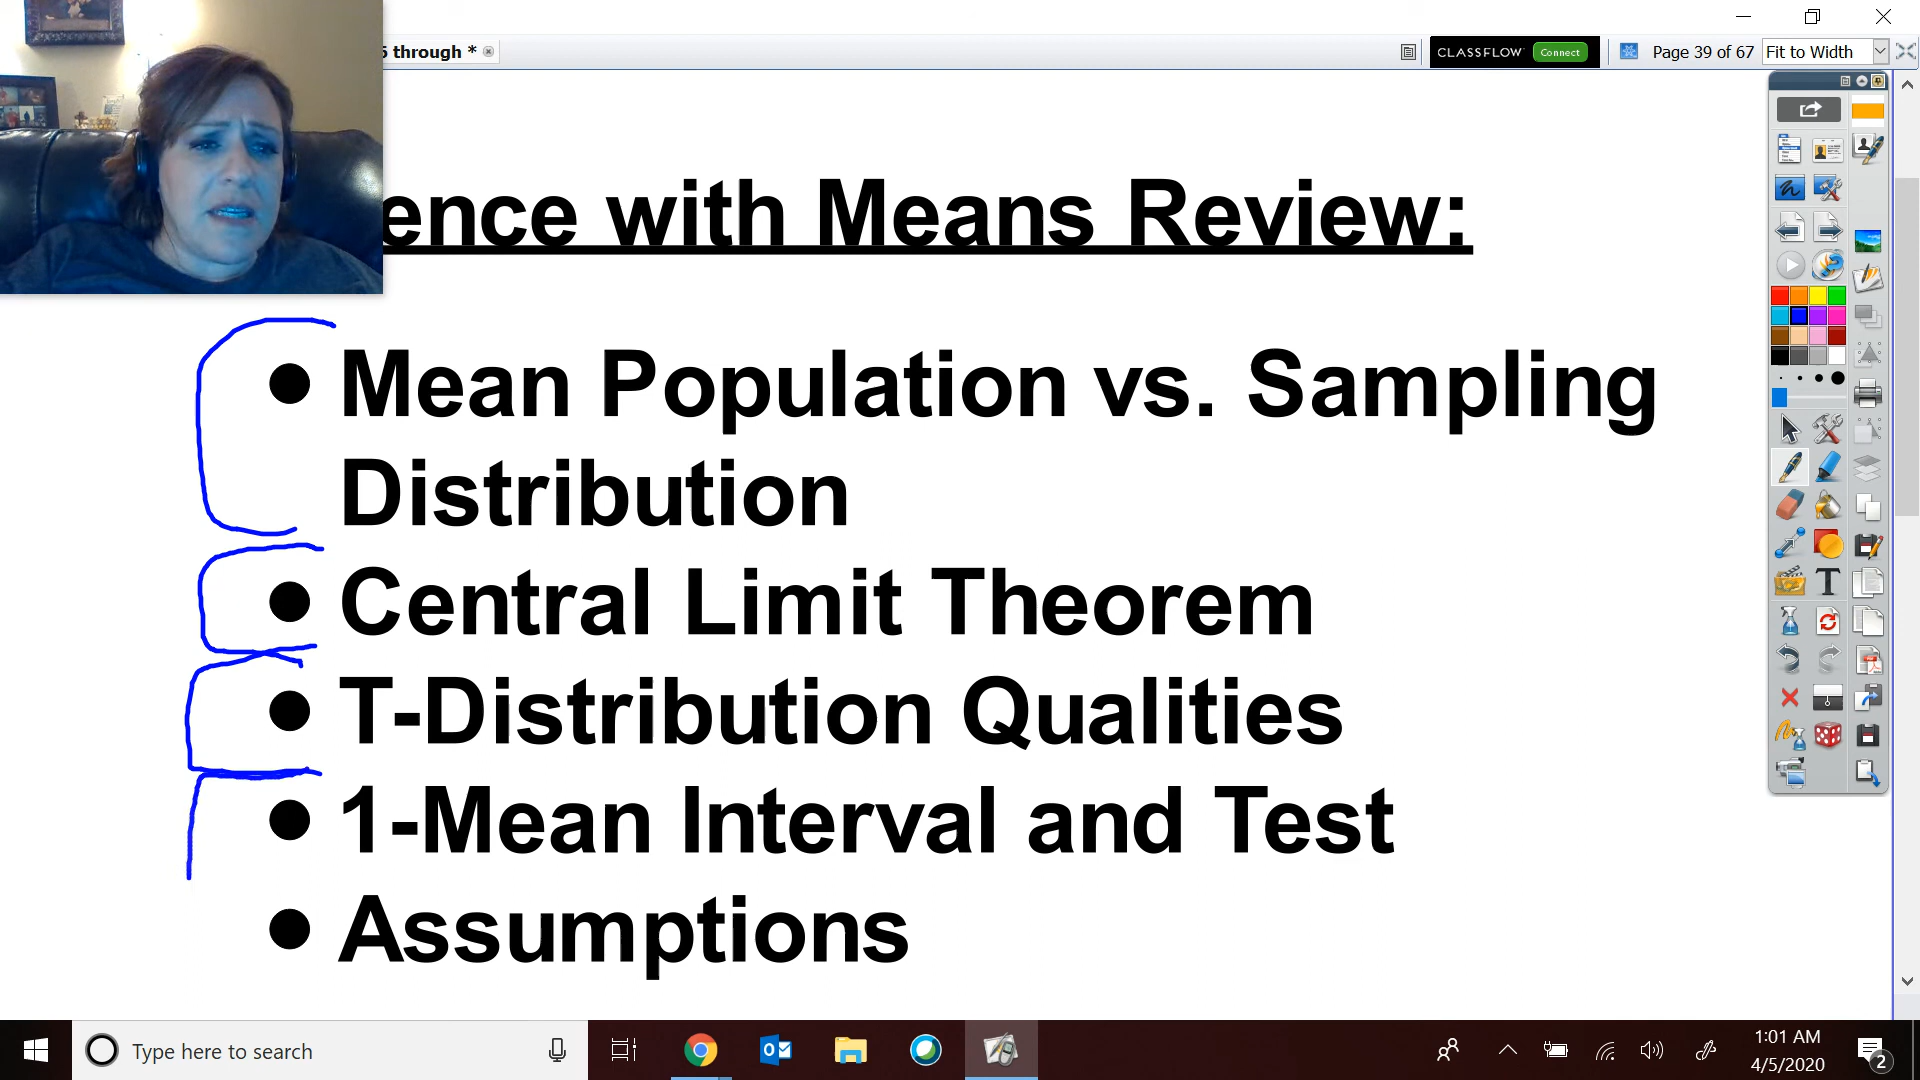 5 through *
CLASSFLOW Connect
Page 39 of 67
Fit to Width
ence with Means Review:
• Mean Population vs. Sampling
Distribution
• Central Limit Theorem
• T-Distribution Qualities
• 1-Mean Interval and Test
• Assumptions
Type here to search
1:01 AM
4/5/2020
2